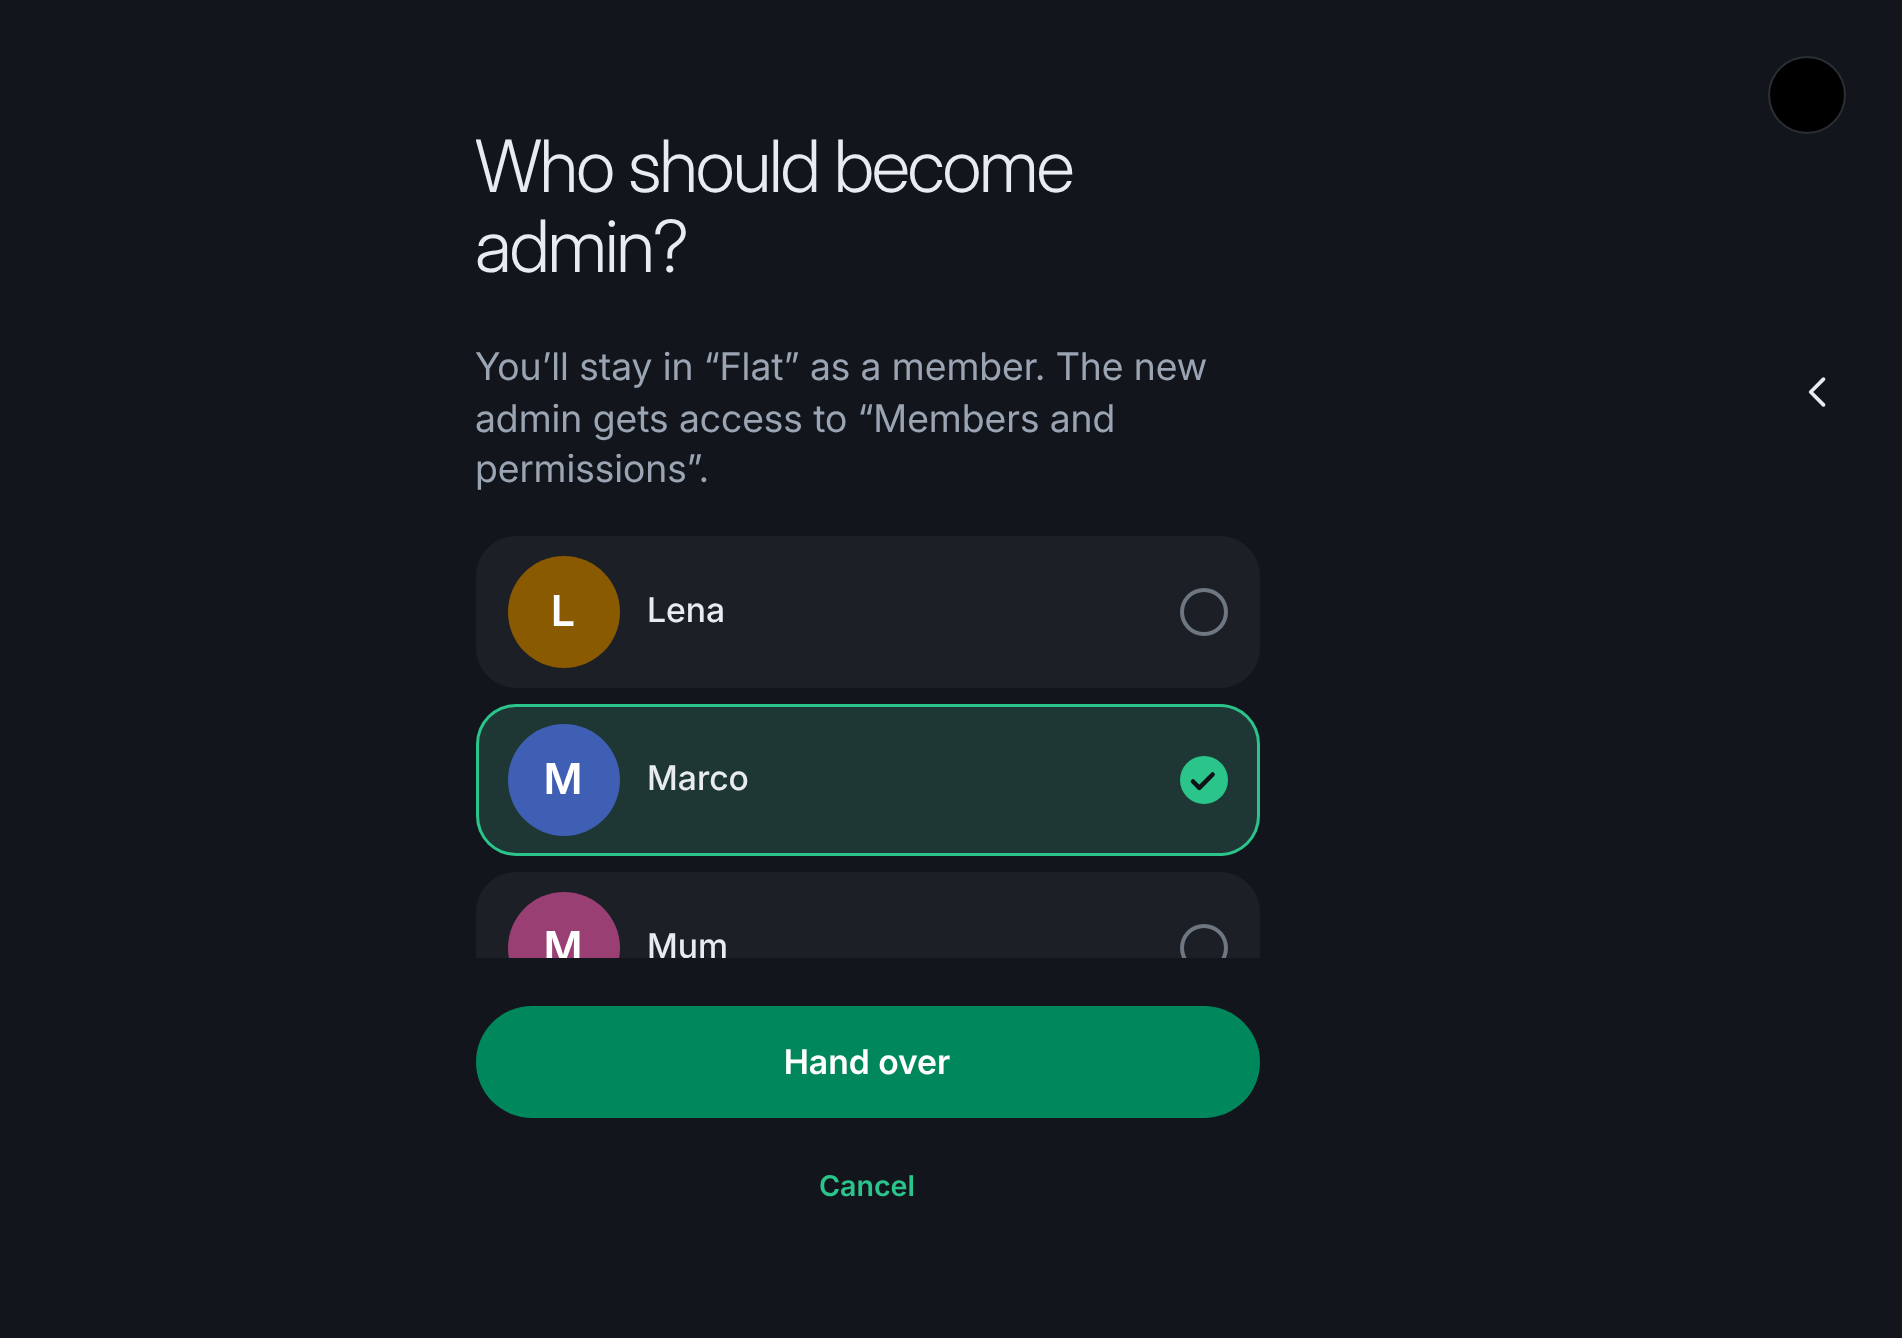 Who should become
admin?
You’ll stay in “Flat” as a member. The new
admin gets access to “Members and
permissions”.
L
Lena
M
Marco
M
Mum
Hand over
Cancel